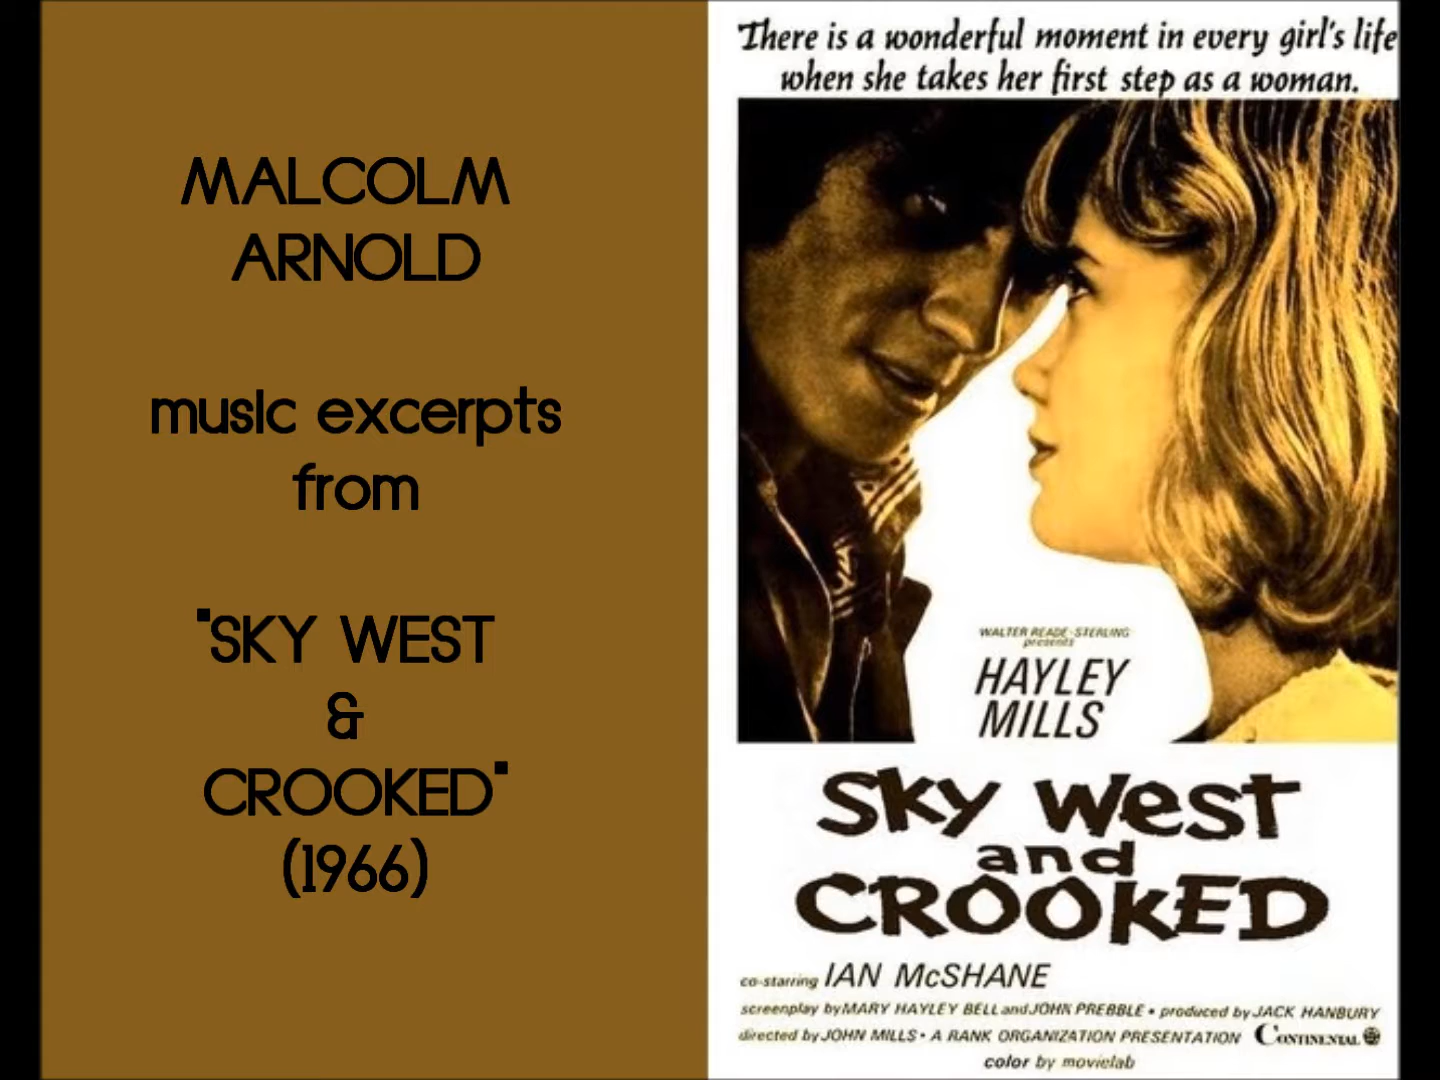 MALCOLM
ARNOLD
music excerpts
from
"SKY WEST
&
CROOKED"
(1966)
There is a wonderful moment in every girl's life
when she takes her first step as a woman.
WALTER READE-STERLING
presents
HAYLEY
MILLS
SKY WEST
and
CROOKED
co-starring IAN McSHANE
screenplay by MARY HAYLEY BELL and JOHN PREBBLE • produced by JACK HANBURY
directed by JOHN MILLS • A RANK ORGANIZATION PRESENTATION CONTINENTAL
color by movielab